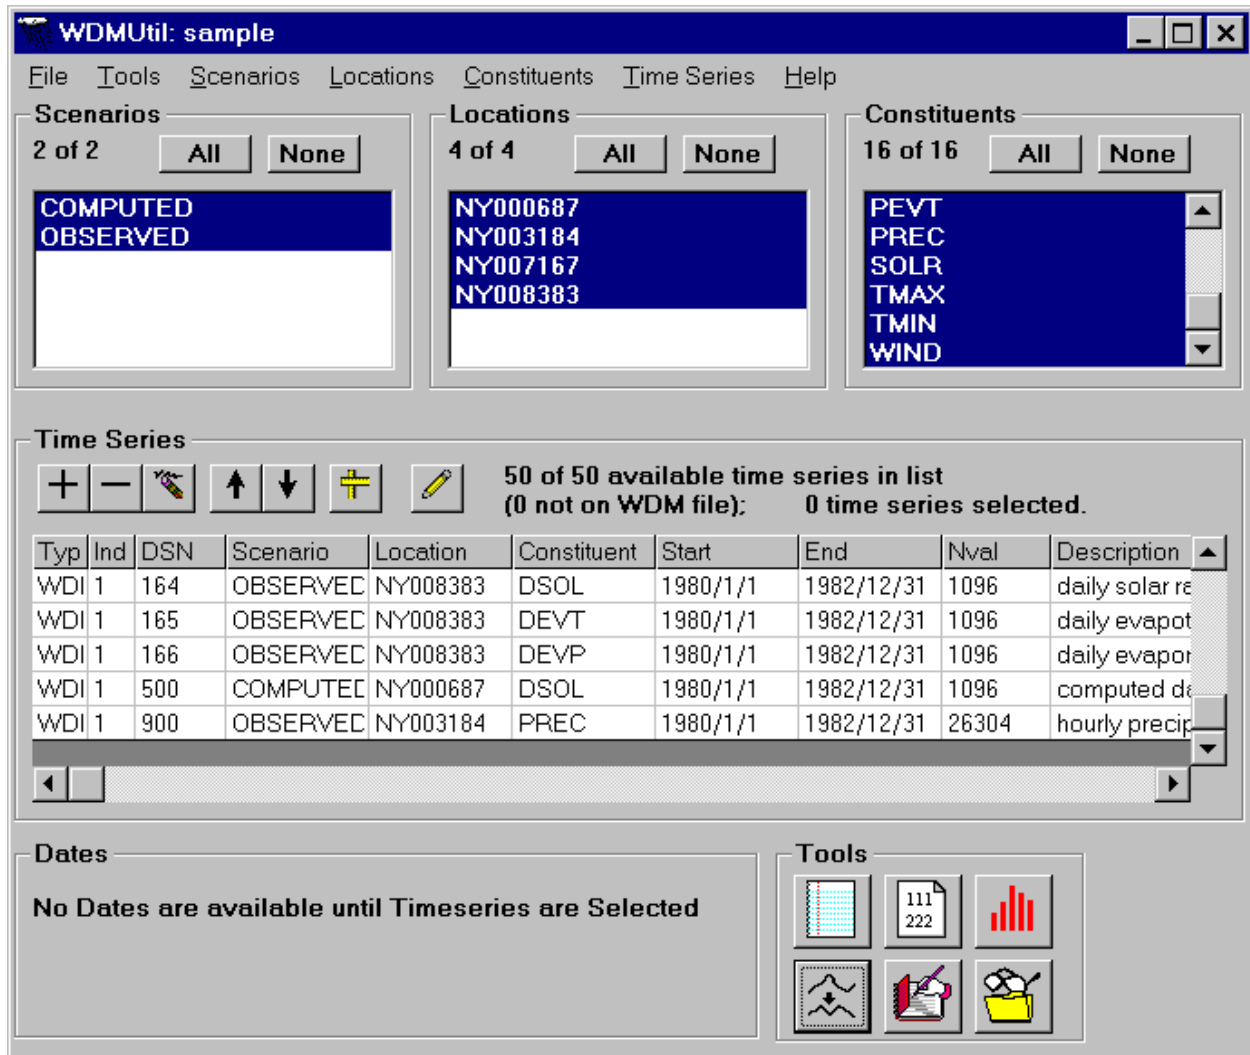 WDMUtil: sample
File Tools Scenarios Locations Constituents Time Series Help
Scenarios
2 of 2 All None
COMPUTED
OBSERVED
Locations
4 of 4 All None
NY000687
NY003184
NY007167
NY008383
Constituents
16 of 16 All None
PEVT
PREC
SOLR
TMAX
TMIN
WIND
Time Series
50 of 50 available time series in list
(0 not on WDM file); 0 time series selected.
Typ Ind DSN Scenario Location Constituent Start End Nval Description
WDI 1 164 OBSERVED NY008383 DSOL 1980/1/1 1982/12/31 1096 daily solar ra
WDI 1 165 OBSERVED NY008383 DEVT 1980/1/1 1982/12/31 1096 daily evapot
WDI 1 166 OBSERVED NY008383 DEVP 1980/1/1 1982/12/31 1096 daily evapor
WDI 1 500 COMPUTED NY000687 DSOL 1980/1/1 1982/12/31 1096 computed da
WDI 1 900 OBSERVED NY003184 PREC 1980/1/1 1982/12/31 26304 hourly precip
Dates
No Dates are available until Timeseries are Selected
Tools
111
222